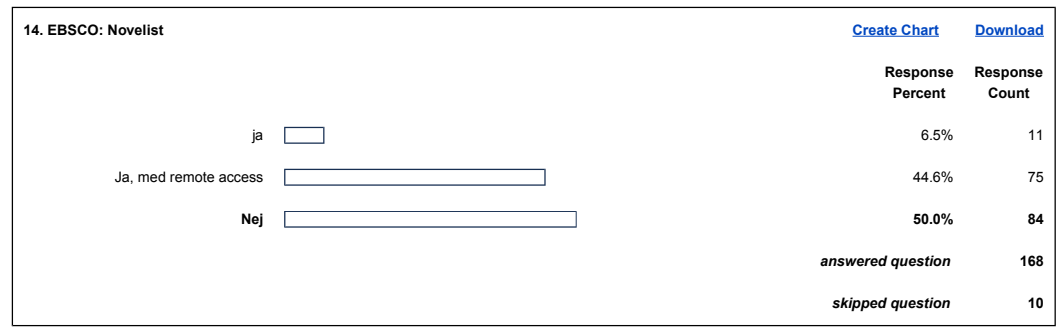 14. EBSCO: Novelist Create Chart Download
Response Response
Percent Count
ja 6.5% 11
Ja, med remote access 44.6% 75
Nej 50.0% 84
answered question 168
skipped question 10